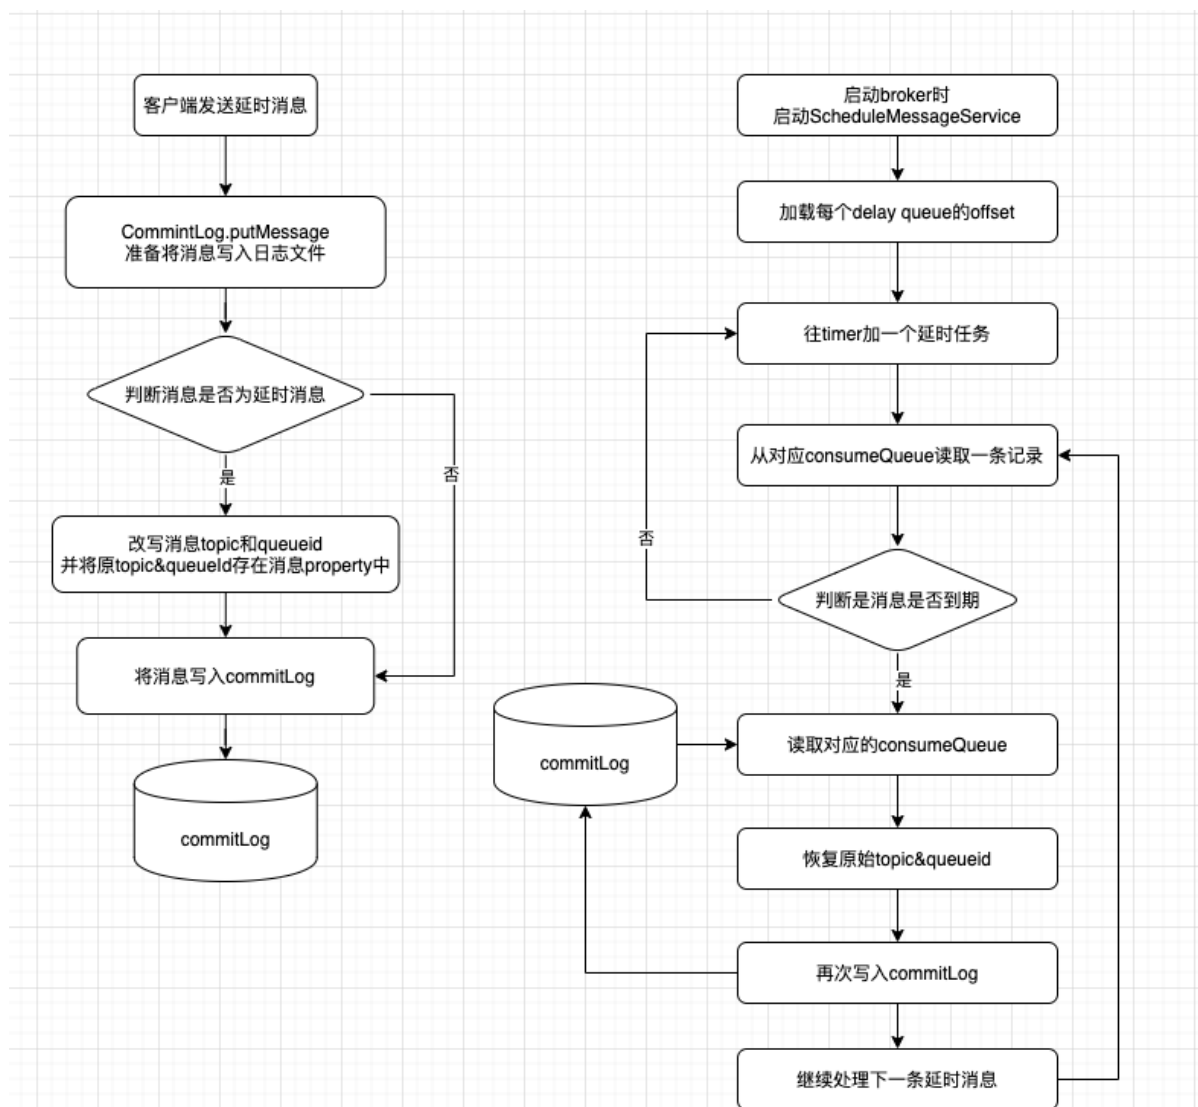 客户端发送延时消息
CommintLog.putMessage
准备将消息写入日志文件
判断消息是否为延时消息
是
否
改写消息topic和queueid
并将原topic&queueId存在消息property中
将消息写入commitLog
commitLog
启动broker时
启动ScheduleMessageService
加载每个delay queue的offset
往timer加一个延时任务
从对应consumeQueue读取一条记录
否
判断是消息是否到期
是
commitLog
读取对应的consumeQueue
恢复原始topic&queueid
再次写入commitLog
继续处理下一条延时消息